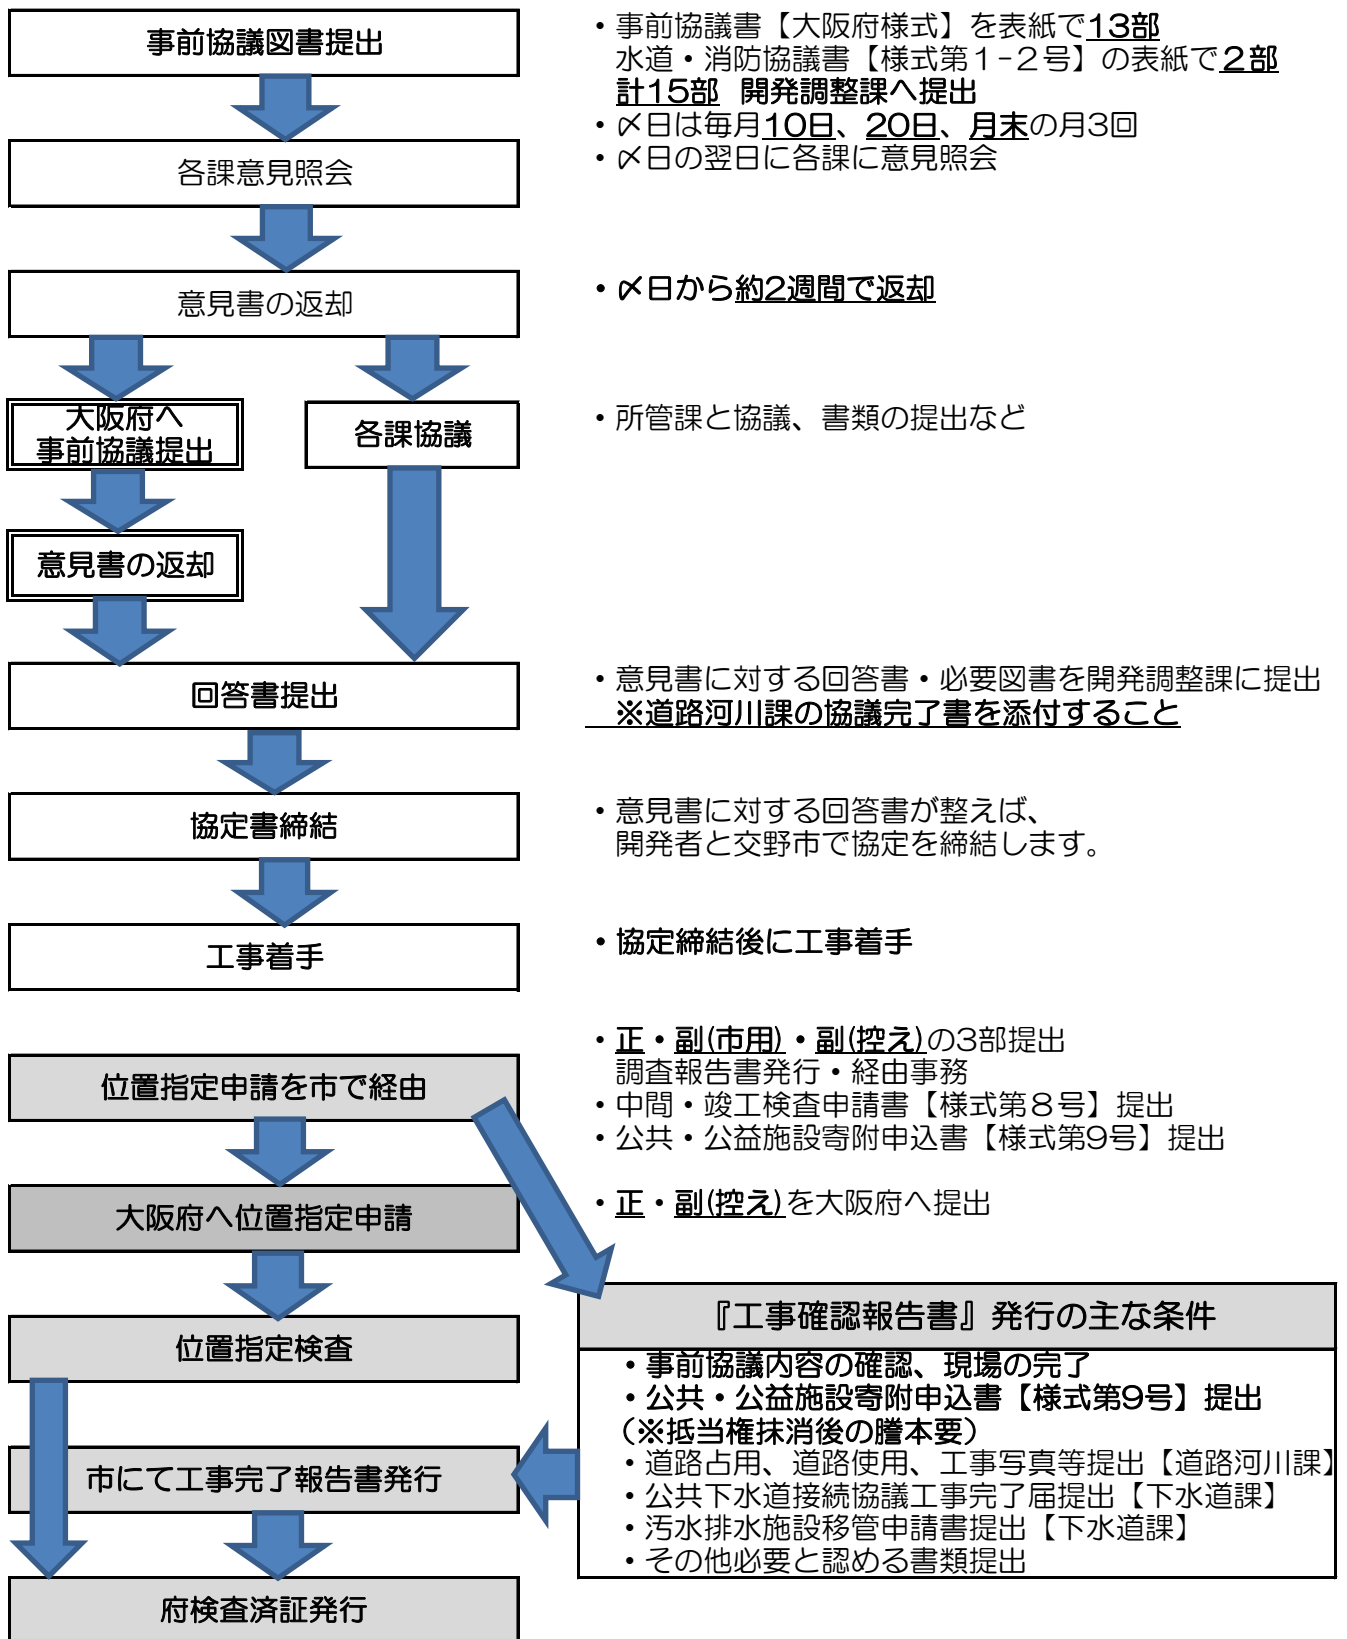 事前協議図書提出
・事前協議書【大阪府様式】を表紙で13部
水道・消防協議書【様式第１-２号】の表紙で２部
計15部 開発調整課へ提出
・〆日は毎月10日、20日、月末の月3回
・〆日の翌日に各課に意見照会
各課意見照会
意見書の返却
・〆日から約2週間で返却
大阪府へ
事前協議提出
各課協議
・所管課と協議、書類の提出など
意見書の返却
回答書提出
・意見書に対する回答書・必要図書を開発調整課に提出
※道路河川課の協議完了書を添付すること
協定書締結
・意見書に対する回答書が整えば、
開発者と交野市で協定を締結します。
工事着手
・協定締結後に工事着手
位置指定申請を市で経由
・正・副(市用)・副(控え)の3部提出
調査報告書発行・経由事務
・中間・竣工検査申請書【様式第８号】提出
・公共・公益施設寄附申込書【様式第9号】提出
大阪府へ位置指定申請
・正・副(控え)を大阪府へ提出
位置指定検査
『工事確認報告書』発行の主な条件
・事前協議内容の確認、現場の完了
・公共・公益施設寄附申込書【様式第9号】提出
（※抵当権抹消後の謄本要）
・道路占用、道路使用、工事写真等提出【道路河川課】
・公共下水道接続協議工事完了届提出【下水道課】
・汚水排水施設移管申請書提出【下水道課】
・その他必要と認める書類提出
市にて工事完了報告書発行
府検査済証発行